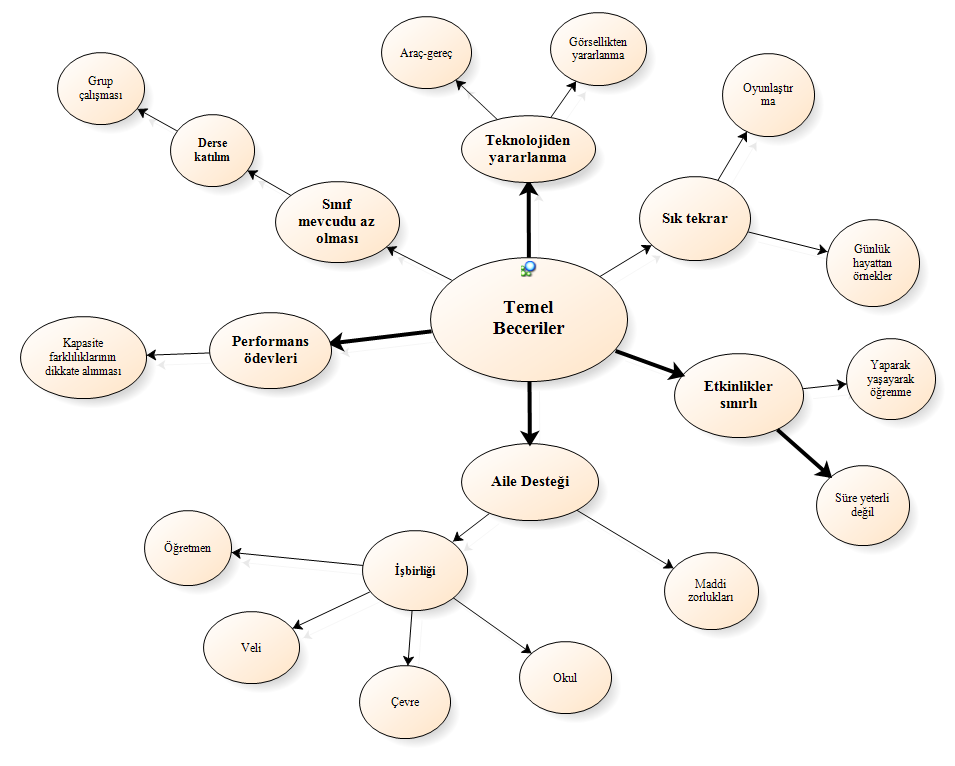 Araç-gereç
Görsellikten
yararlanma
Grup
çalışması
Oyunlaştır
ma
Derse
katılım
Teknolojiden
yararlanma
Sınıf
mevcudu az
olması
Sık tekrar
Günlük
hayattan
örnekler
Temel
Beceriler
Performans
ödevleri
Kapasite
farklılıklarının
dikkate alınması
Etkinlikler
sınırlı
Yaparak
yaşayarak
öğrenme
Aile Desteği
Süre yeterli
değil
Öğretmen
İşbirliği
Maddi
zorlukları
Veli
Çevre
Okul